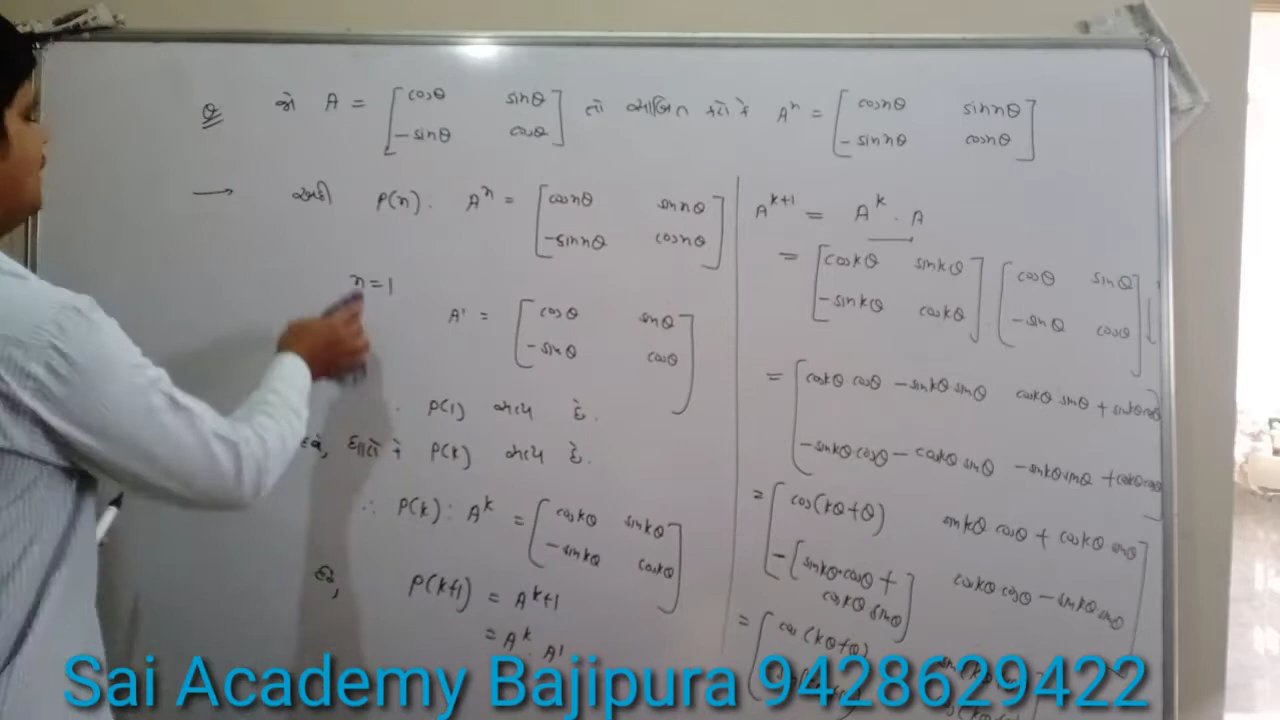 Q જો A = [cosθ sinθ -sinθ cosθ] તો સાબિત કરો કે Aⁿ = [cosnθ sinnθ -sinnθ cosnθ]
→ અહીં P(n): Aⁿ = [cosnθ sinnθ -sinnθ cosnθ]
n=1
A¹ = [cosθ sinθ -sinθ cosθ]
P(1) સત્ય છે.
ધારો કે P(k) સત્ય છે.
∴ P(k): Aᵏ = [coskθ sinkθ -sinkθ coskθ]
હવે, P(k+1) = Aᵏ⁺¹
= Aᵏ. A¹
Aᵏ⁺¹ = Aᵏ . A
= [coskθ sinkθ -sinkθ coskθ] . [cosθ sinθ -sinθ cosθ]
= [coskθ cosθ - sinkθ sinθ coskθ sinθ + sinkθ cosθ
-sinkθ cosθ - coskθ sinθ -sinkθ sinθ + coskθ cosθ]
= [cos(kθ+θ) sinkθ cosθ + coskθ sinθ
-[sinkθ.cosθ + coskθ sinθ] coskθ cosθ - sinkθ sinθ]
= [cos(kθ+θ)
Sai Academy Bajipura 9428629422